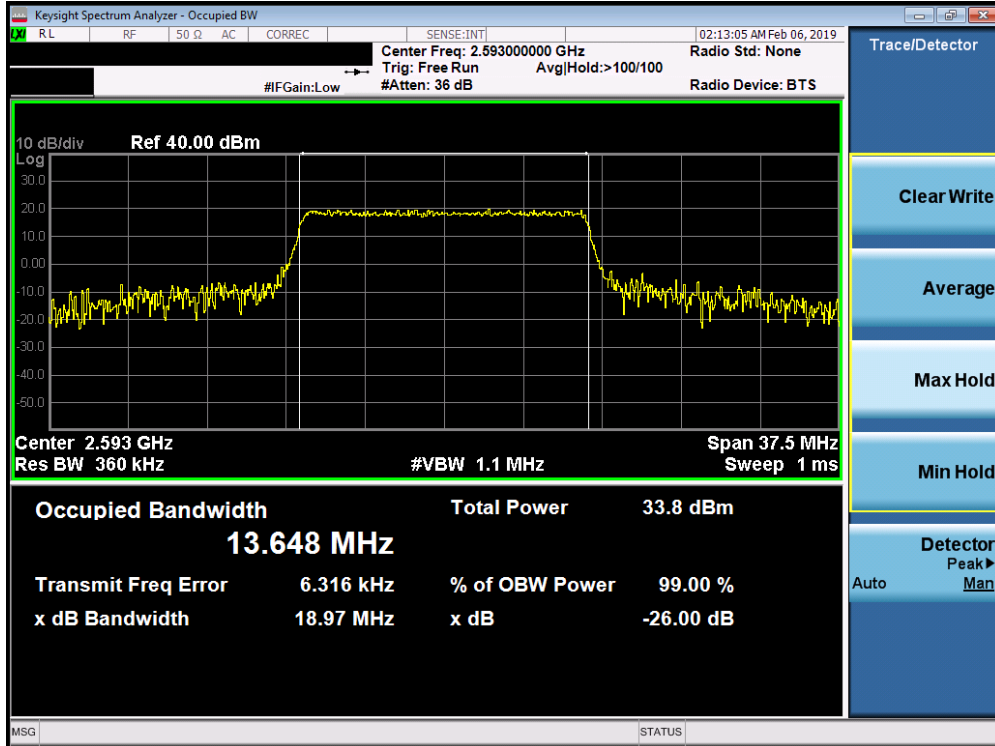 Keysight Spectrum Analyzer - Occupied BW
LXI RL RF 50 Ω AC CORREC SENSE:INT 02:13:05 AM Feb 06, 2019
Center Freq: 2.593000000 GHz Radio Std: None
Trig: Free Run Avg|Hold:>100/100
#IFGain:Low #Atten: 36 dB Radio Device: BTS
Trace/Detector
10 dB/div Ref 40.00 dBm
Log
30.0
20.0
10.0
0.00
-10.0
-20.0
-30.0
-40.0
-50.0
Center 2.593 GHz Span 37.5 MHz
Res BW 360 kHz #VBW 1.1 MHz Sweep 1 ms
Occupied Bandwidth Total Power 33.8 dBm
13.648 MHz
Transmit Freq Error 6.316 kHz % of OBW Power 99.00 %
x dB Bandwidth 18.97 MHz x dB -26.00 dB
Clear Write
Average
Max Hold
Min Hold
Detector
Peak▶
Auto Man
MSG STATUS